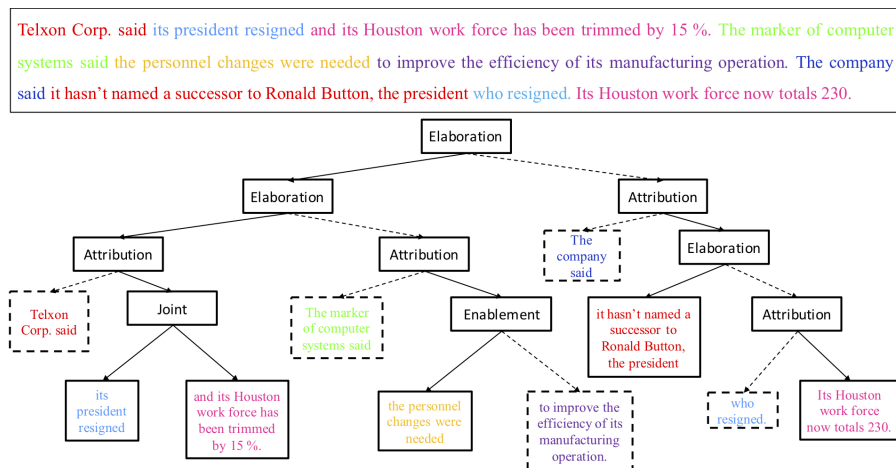 Telxon Corp. said its president resigned and its Houston work force has been trimmed by 15 %. The marker of computer
systems said the personnel changes were needed to improve the efficiency of its manufacturing operation. The company
said it hasn't named a successor to Ronald Button, the president who resigned. Its Houston work force now totals 230.
Elaboration
Elaboration
Attribution
Attribution
Attribution
The
company
said
Elaboration
Telxon
Corp. said
Joint
The marker
of computer
systems said
Enablement
it hasn't named a
successor to
Ronald Button,
the president
Attribution
its
president
resigned
and its Houston
work force has
been trimmed
by 15 %.
the personnel
changes were
needed
to improve the
efficiency of its
manufacturing
operation.
who
resigned.
Its Houston
work force
now totals 230.